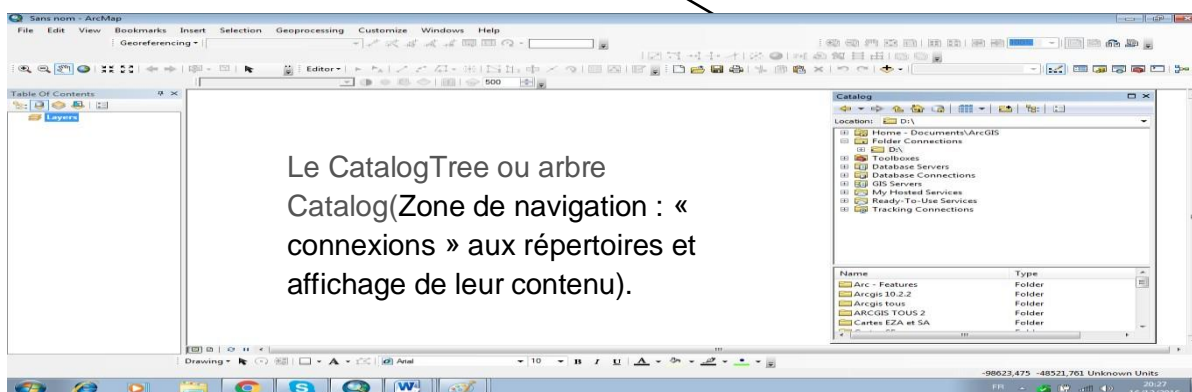 Sans nom - ArcMap
File Edit View Bookmarks Insert Selection Geoprocessing Customize Windows Help
Georeferencing
Editor
500
Table Of Contents
Layers
Le CatalogTree ou arbre
Catalog(Zone de navigation : «
connexions » aux répertoires et
affichage de leur contenu).
Catalog
Location: D:\
Home - Documents\ArcGIS
Folder Connections
D:\
Toolboxes
Database Servers
Database Connections
GIS Servers
My Hosted Services
Ready-To-Use Services
Tracking Connections
Name Type
Arc - Features Folder
Arcgis 10.2.2 Folder
Arcgis tous Folder
ARCGIS TOUS 2 Folder
Cartes EZA et SA Folder
Drawing A Arial 10 B I U A
-98623,475 -48521,761 Unknown Units
FR 20:27